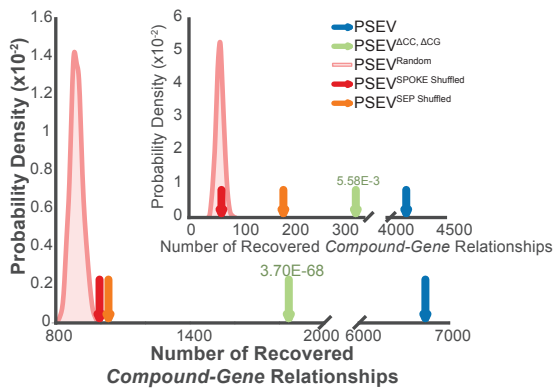 Probability Density (x10⁻²)
1.6
1.4
1.2
1
0.8
0.6
0.4
0.2
0
800
1400
2000
6000
7000
3.70E-68
Number of Recovered
Compound-Gene Relationships
Probability Density (x10⁻²)
6
5
4
3
2
1
0
0
100
200
300
4000
4500
5.58E-3
Number of Recovered Compound-Gene Relationships
PSEV
PSEV^ΔCC, ΔCG
PSEV^Random
PSEV^SPOKE Shuffled
PSEV^SEP Shuffled